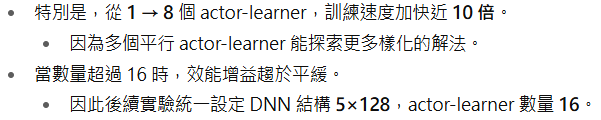 • 特別是，從 1 → 8 個 actor-learner，訓練速度加快近 10 倍。
• 因為多個平行 actor-learner 能探索更多樣化的解法。
• 當數量超過 16 時，效能增益趨於平緩。
• 因此後續實驗統一設定 DNN 結構 5×128，actor-learner 數量 16。